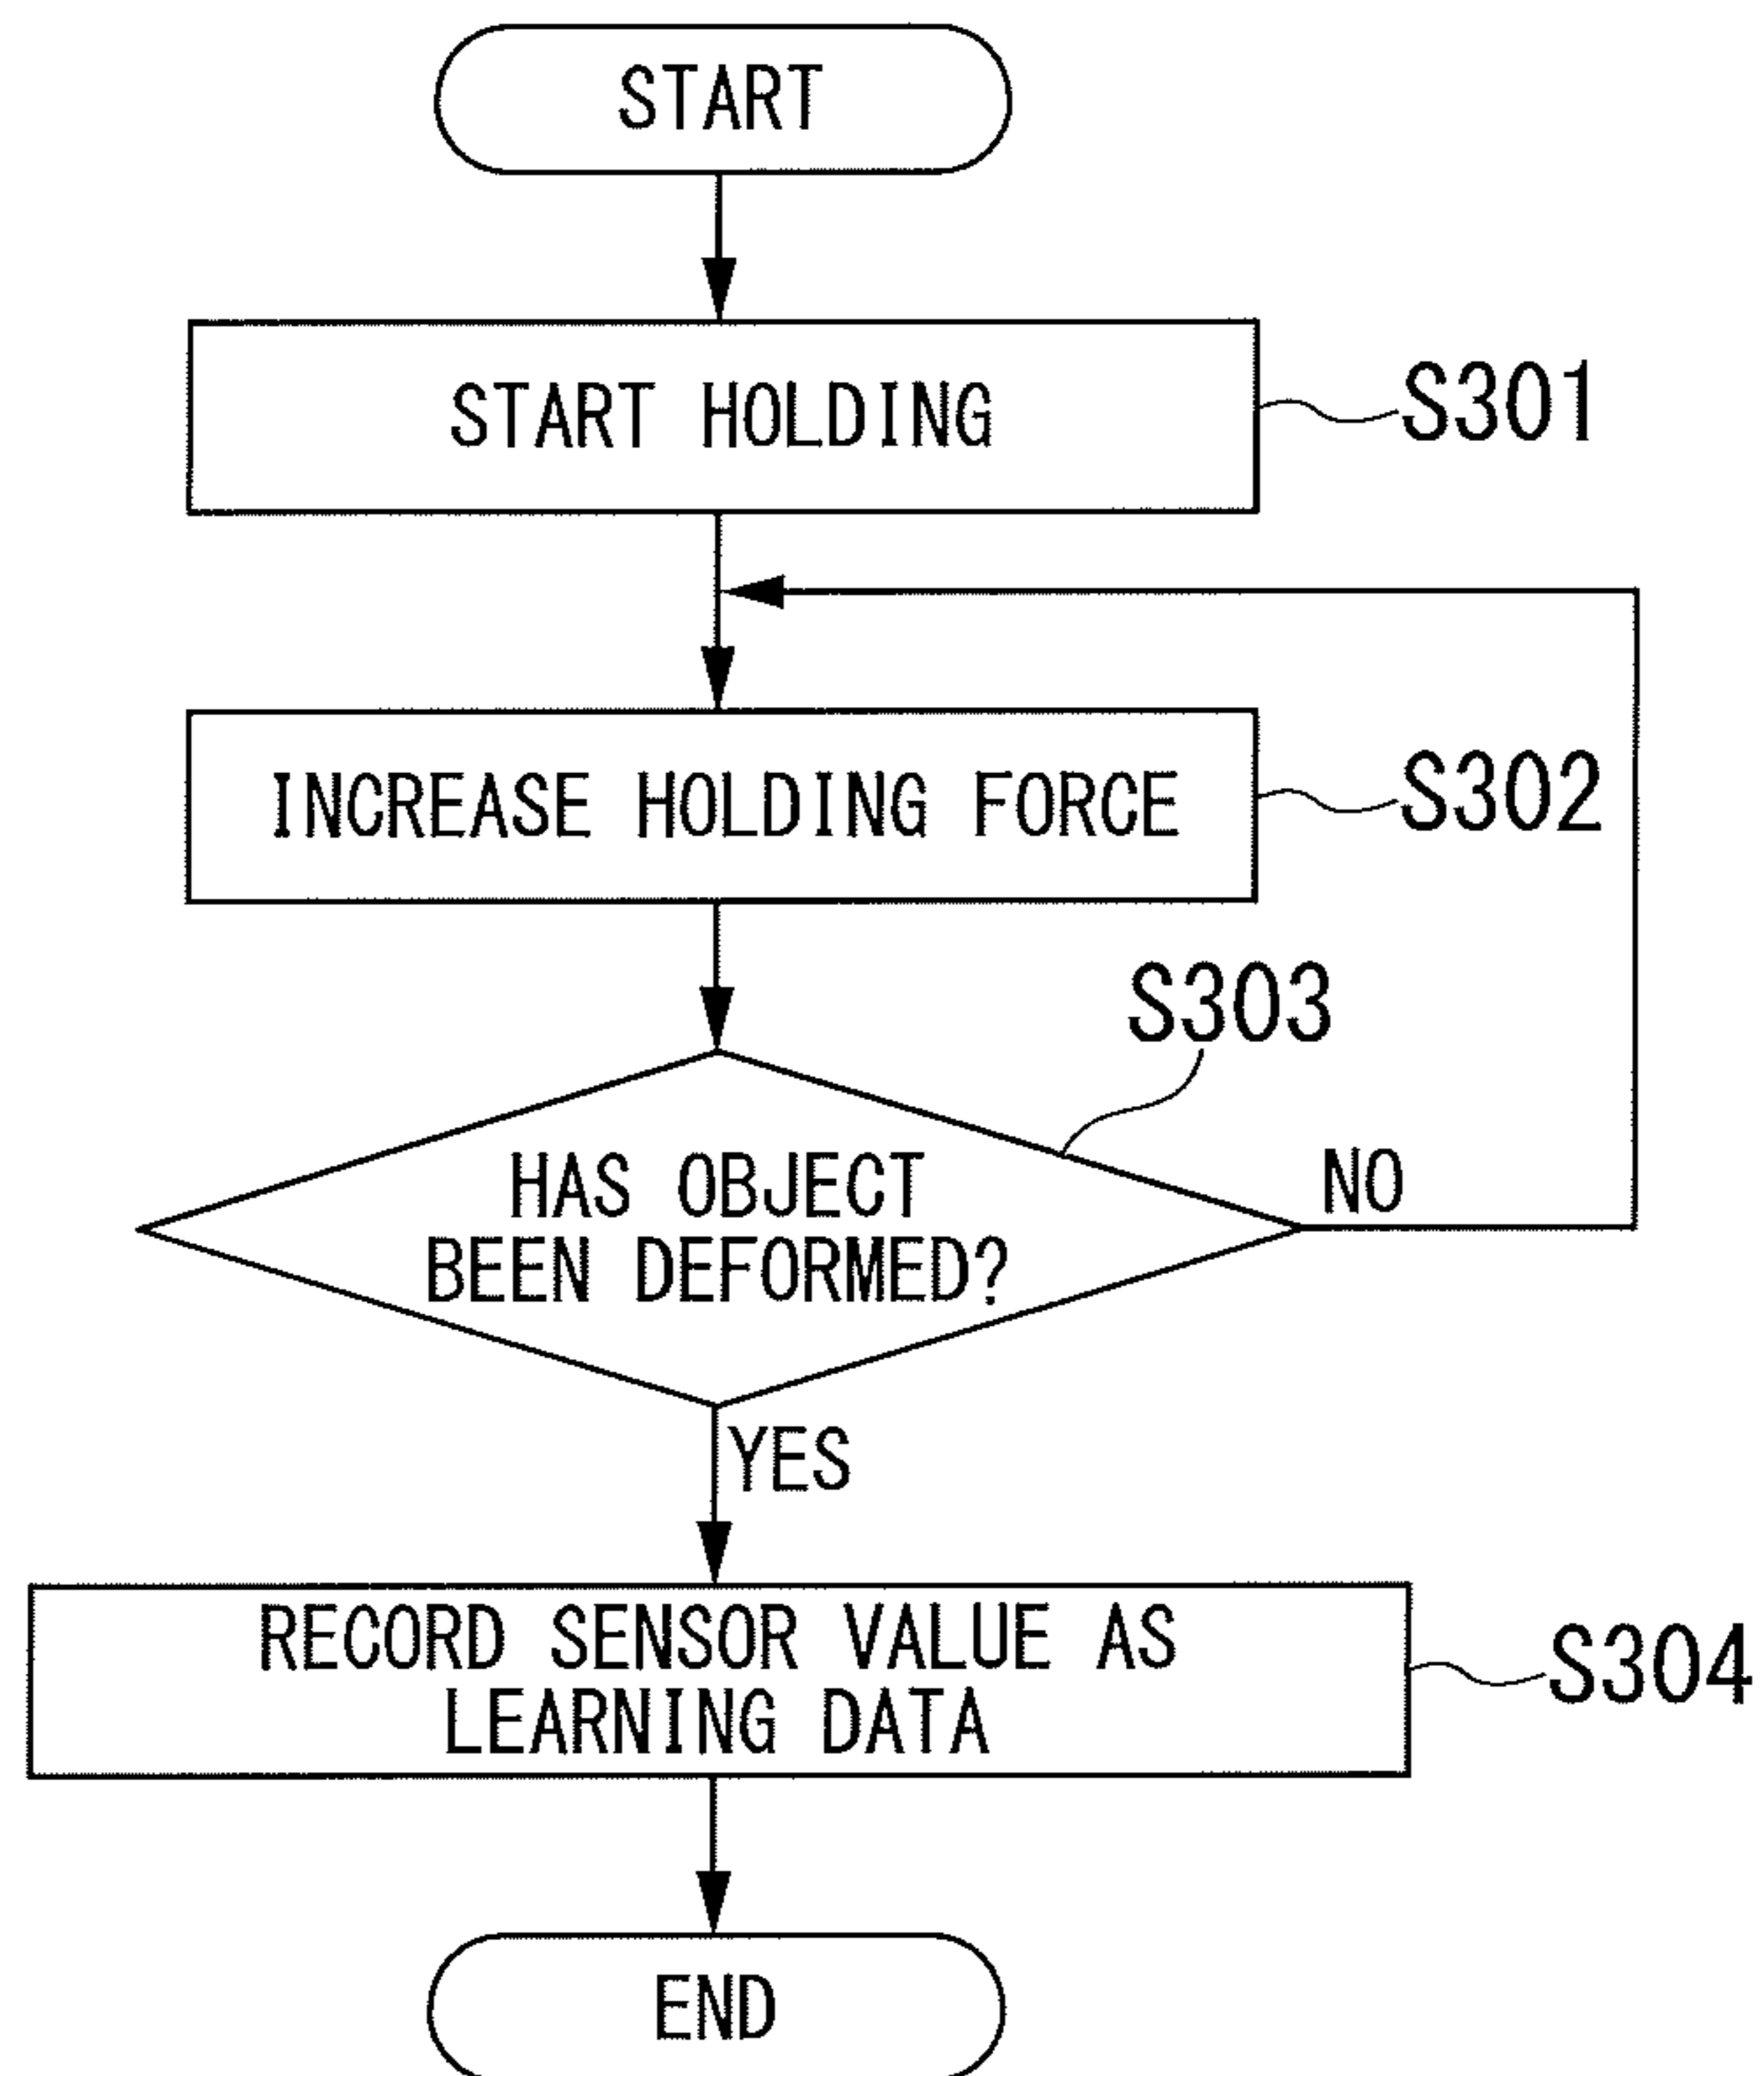 START
START HOLDING
S301
INCREASE HOLDING FORCE
S302
S303
HAS OBJECT
BEEN DEFORMED?
NO
YES
RECORD SENSOR VALUE AS
LEARNING DATA
S304
END